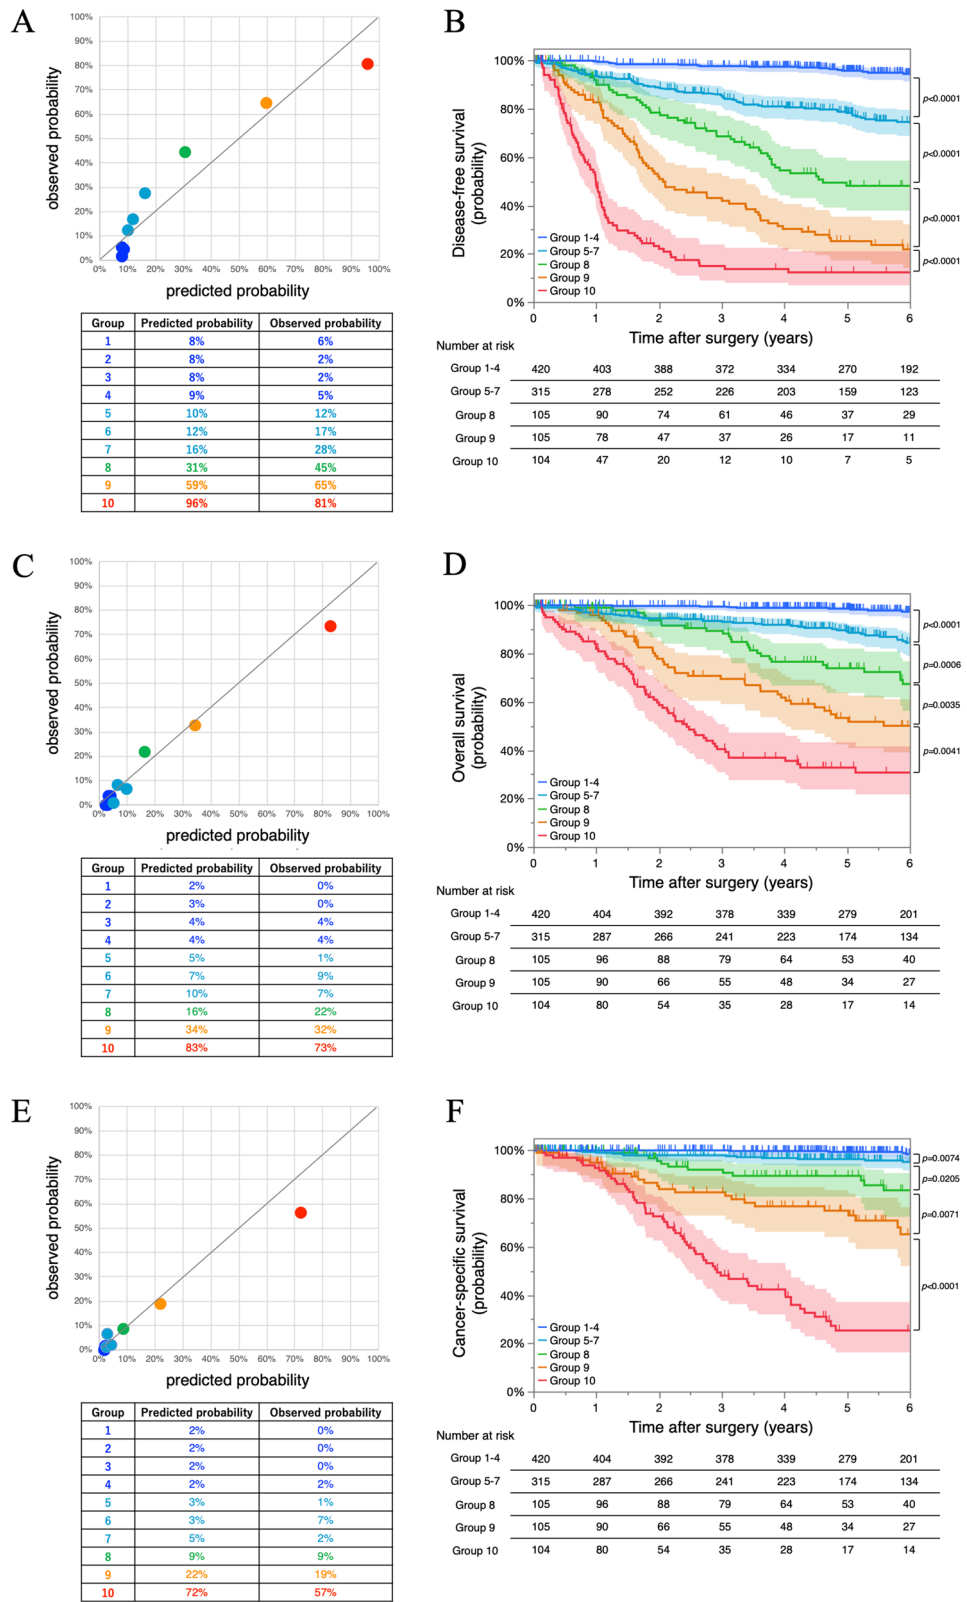 A
100%
90%
80%
70%
60%
50%
40%
30%
20%
10%
0%
observed probability
0% 10% 20% 30% 40% 50% 60% 70% 80% 90% 100%
predicted probability
Group Predicted probability Observed probability
1 8% 6%
2 8% 2%
3 8% 2%
4 9% 5%
5 10% 12%
6 12% 17%
7 16% 28%
8 31% 45%
9 59% 65%
10 96% 81%
B
100%
80%
60%
40%
20%
0%
Disease-free survival
(probability)
Group 1-4
Group 5-7
Group 8
Group 9
Group 10
p<0.0001
p<0.0001
p<0.0001
p<0.0001
0 1 2 3 4 5 6
Time after surgery (years)
Number at risk
Group 1-4 420 403 388 372 334 270 192
Group 5-7 315 278 252 226 203 159 123
Group 8 105 90 74 61 46 37 29
Group 9 105 78 47 37 26 17 11
Group 10 104 47 20 12 10 7 5
C
100%
90%
80%
70%
60%
50%
40%
30%
20%
10%
0%
observed probability
0% 10% 20% 30% 40% 50% 60% 70% 80% 90% 100%
predicted probability
Group Predicted probability Observed probability
1 2% 0%
2 3% 0%
3 4% 4%
4 4% 4%
5 5% 1%
6 7% 9%
7 10% 7%
8 16% 22%
9 34% 32%
10 83% 73%
D
100%
80%
60%
40%
20%
0%
Overall survival
(probability)
Group 1-4
Group 5-7
Group 8
Group 9
Group 10
p<0.0001
p=0.0006
p=0.0035
p=0.0041
0 1 2 3 4 5 6
Time after surgery (years)
Number at risk
Group 1-4 420 404 392 378 339 279 201
Group 5-7 315 287 266 241 223 174 134
Group 8 105 96 88 79 64 53 40
Group 9 105 90 66 55 48 34 27
Group 10 104 80 54 35 28 17 14
E
100%
90%
80%
70%
60%
50%
40%
30%
20%
10%
0%
observed probability
0% 10% 20% 30% 40% 50% 60% 70% 80% 90% 100%
predicted probability
Group Predicted probability Observed probability
1 2% 0%
2 2% 0%
3 2% 0%
4 2% 2%
5 3% 1%
6 3% 7%
7 5% 2%
8 9% 9%
9 22% 19%
10 72% 57%
F
100%
80%
60%
40%
20%
0%
Cancer-specific survival
(probability)
Group 1-4
Group 5-7
Group 8
Group 9
Group 10
p=0.0074
p=0.0205
p=0.0071
p<0.0001
0 1 2 3 4 5 6
Time after surgery (years)
Number at risk
Group 1-4 420 404 392 378 339 279 201
Group 5-7 315 287 266 241 223 174 134
Group 8 105 96 88 79 64 53 40
Group 9 105 90 66 55 48 34 27
Group 10 104 80 54 35 28 17 14